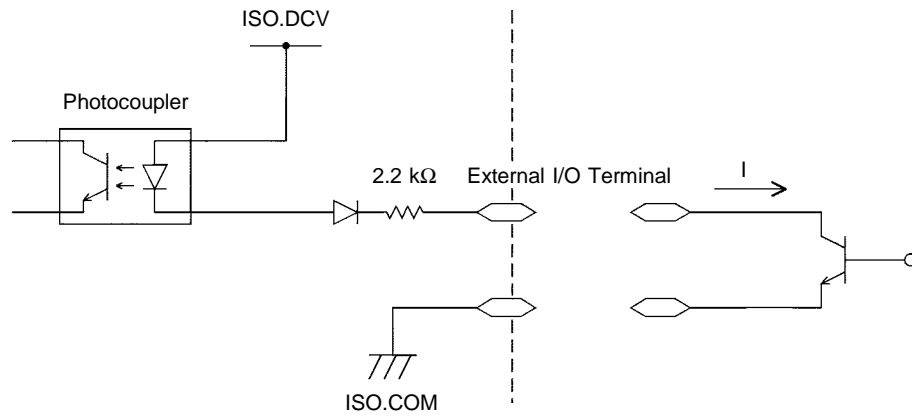 ISO.DCV
Photocoupler
2.2 kΩ
External I/O Terminal
I
ISO.COM